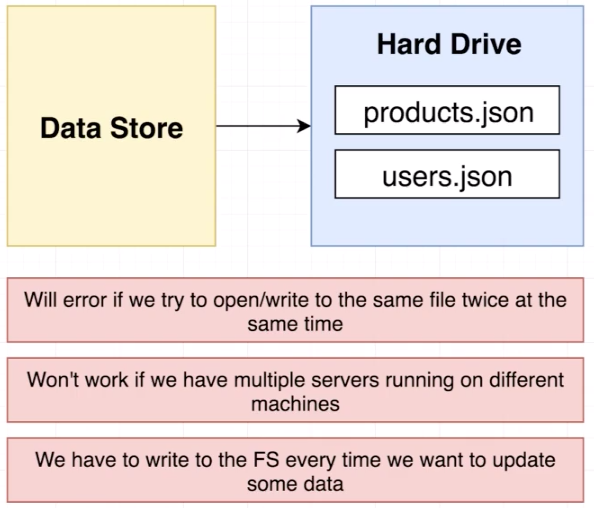 Data Store
Hard Drive
products.json
users.json
Will error if we try to open/write to the same file twice at the
same time
Won't work if we have multiple servers running on different
machines
We have to write to the FS every time we want to update
some data